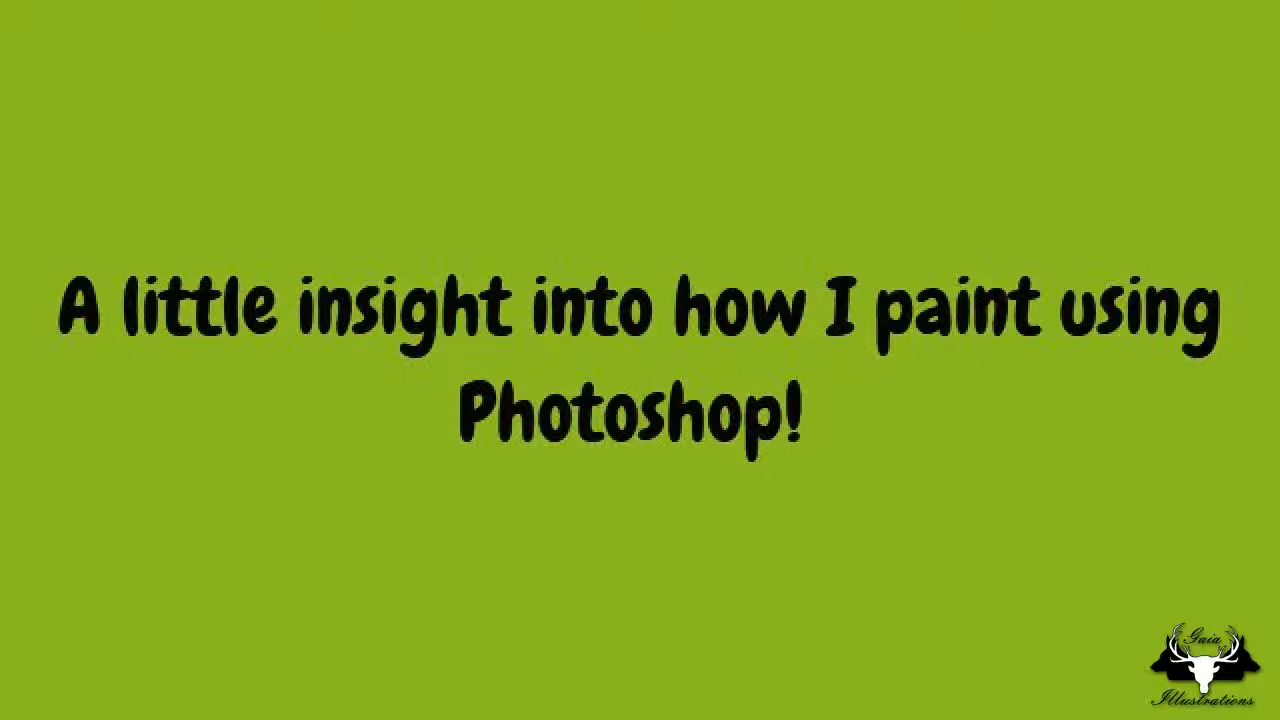 A little insight into how I paint using
Photoshop!
Gaia
Illustrations